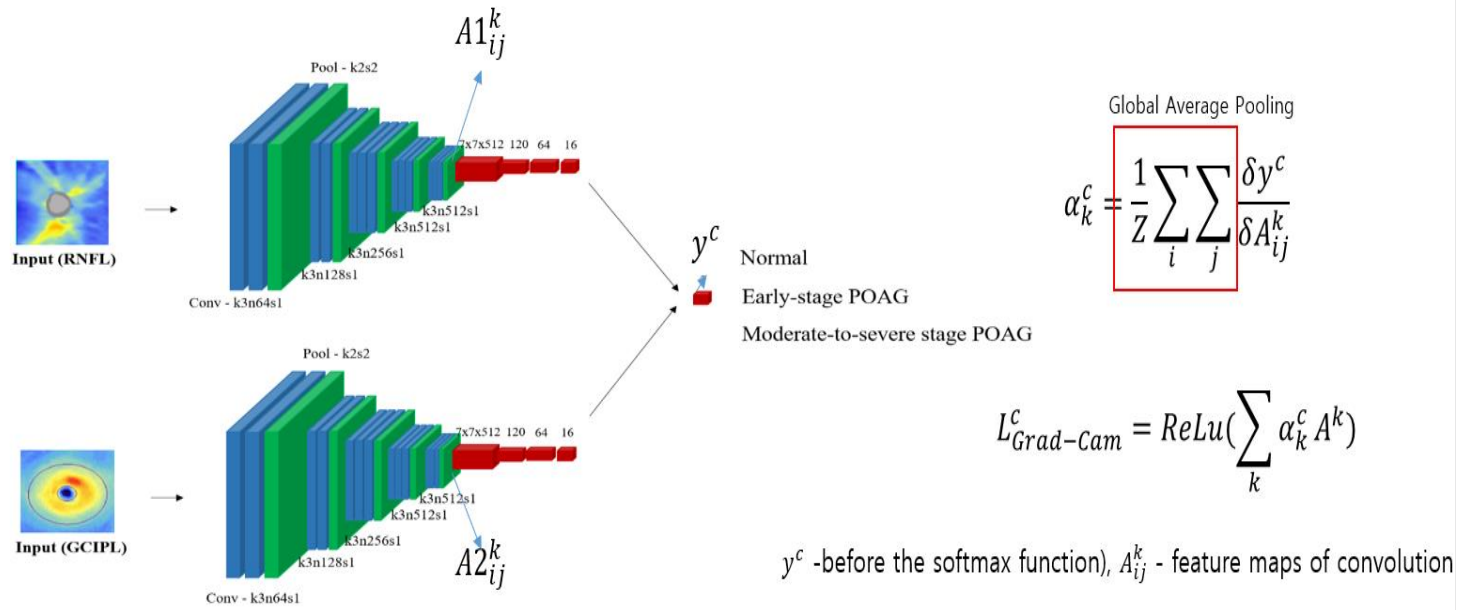 A1^k_ij
Pool - k2s2
7x7x512 120 64 16
k3n512s1
k3n512s1
k3n256s1
k3n128s1
Conv - k3n64s1
Input (RNFL)
y^c
Normal
Early-stage POAG
Moderate-to-severe stage POAG
Pool - k2s2
7x7x512 120 64 16
k3n512s1
k3n512s1
k3n256s1
k3n128s1
Conv - k3n64s1
Input (GCIPL)
A2^k_ij
Global Average Pooling
α^c_k = 1/Z ∑_i ∑_j δy^c/δA^k_ij
L^c_Grad-Cam = ReLu(∑_k α^c_k A^k)
y^c -before the softmax function), A^k_ij - feature maps of convolution